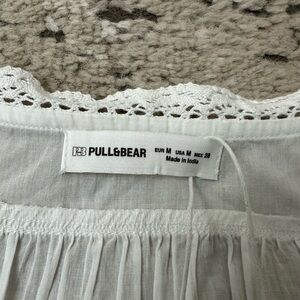 P&B PULL&BEAR
EUR M USA M MEX 28
Made in India